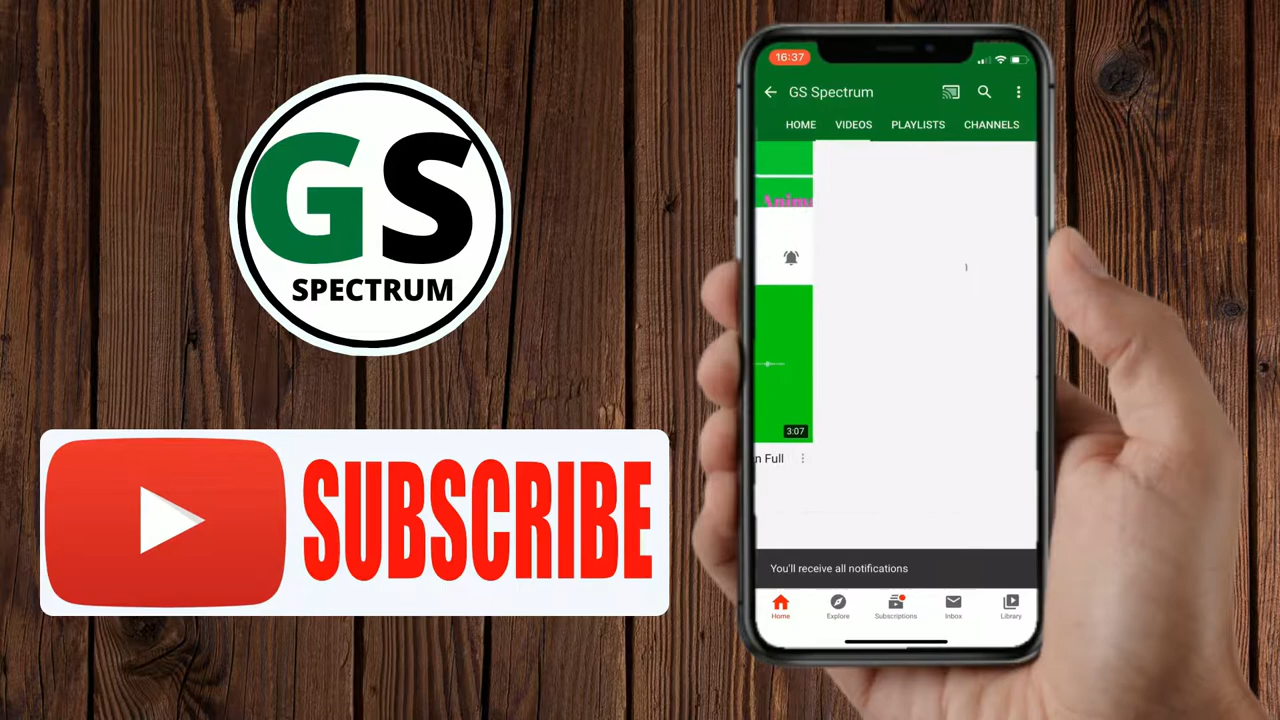 GS
SPECTRUM
SUBSCRIBE
16:37
GS Spectrum
HOME VIDEOS PLAYLISTS CHANNELS
3:07
n Full
You'll receive all notifications
Home Explore Subscriptions Inbox Library